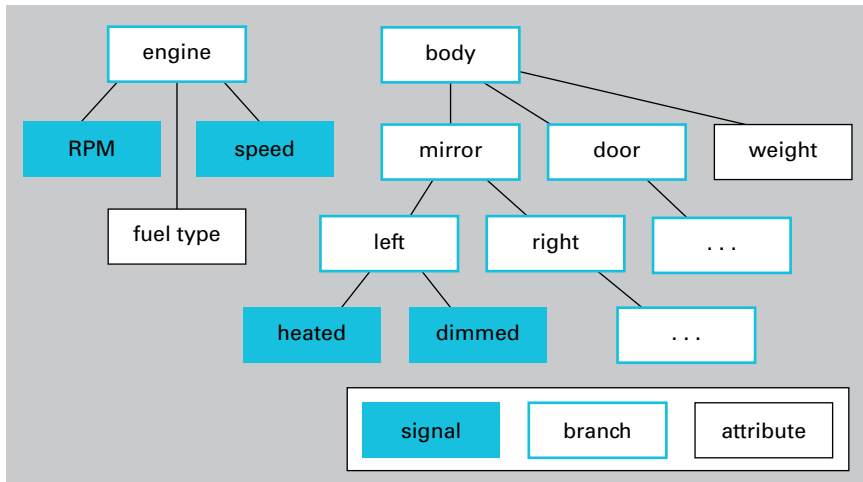 engine
body
RPM
speed
mirror
door
weight
fuel type
left
right
. . .
heated
dimmed
. . .
signal
branch
attribute